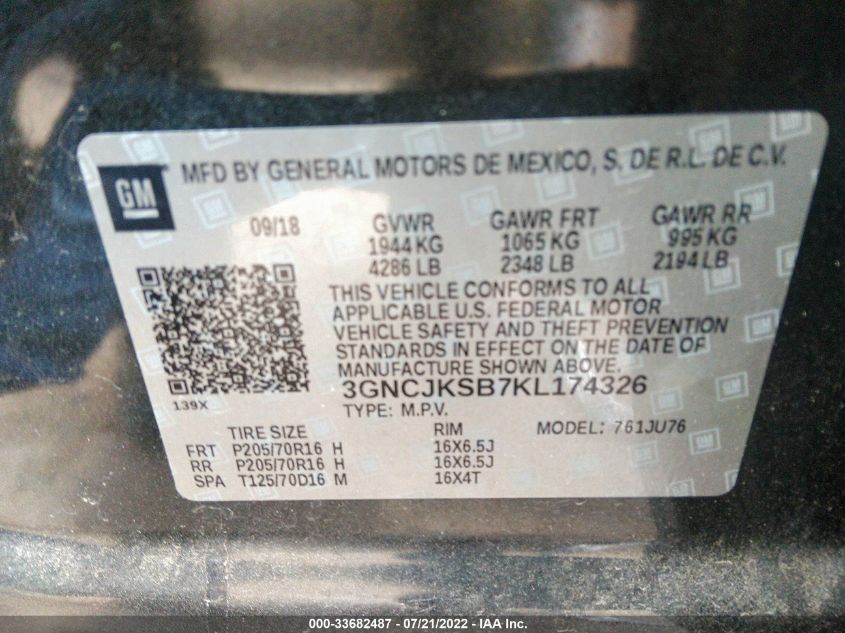 GM
MFD BY GENERAL MOTORS DE MEXICO, S. DE R.L. DE C.V.
09/18 GVWR GAWR FRT GAWR RR
1944 KG 1065 KG 995 KG
4286 LB 2348 LB 2194 LB
THIS VEHICLE CONFORMS TO ALL
APPLICABLE U.S. FEDERAL MOTOR
VEHICLE SAFETY AND THEFT PREVENTION
STANDARDS IN EFFECT ON THE DATE OF
MANUFACTURE SHOWN ABOVE.
3GNCJKSB7KL174326
139X
TYPE: M.P.V.
TIRE SIZE RIM MODEL: 761JU76
FRT P205/70R16 H 16X6.5J
RR P205/70R16 H 16X6.5J
SPA T125/70D16 M 16X4T
000-33682487 - 07/21/2022 - IAA Inc.